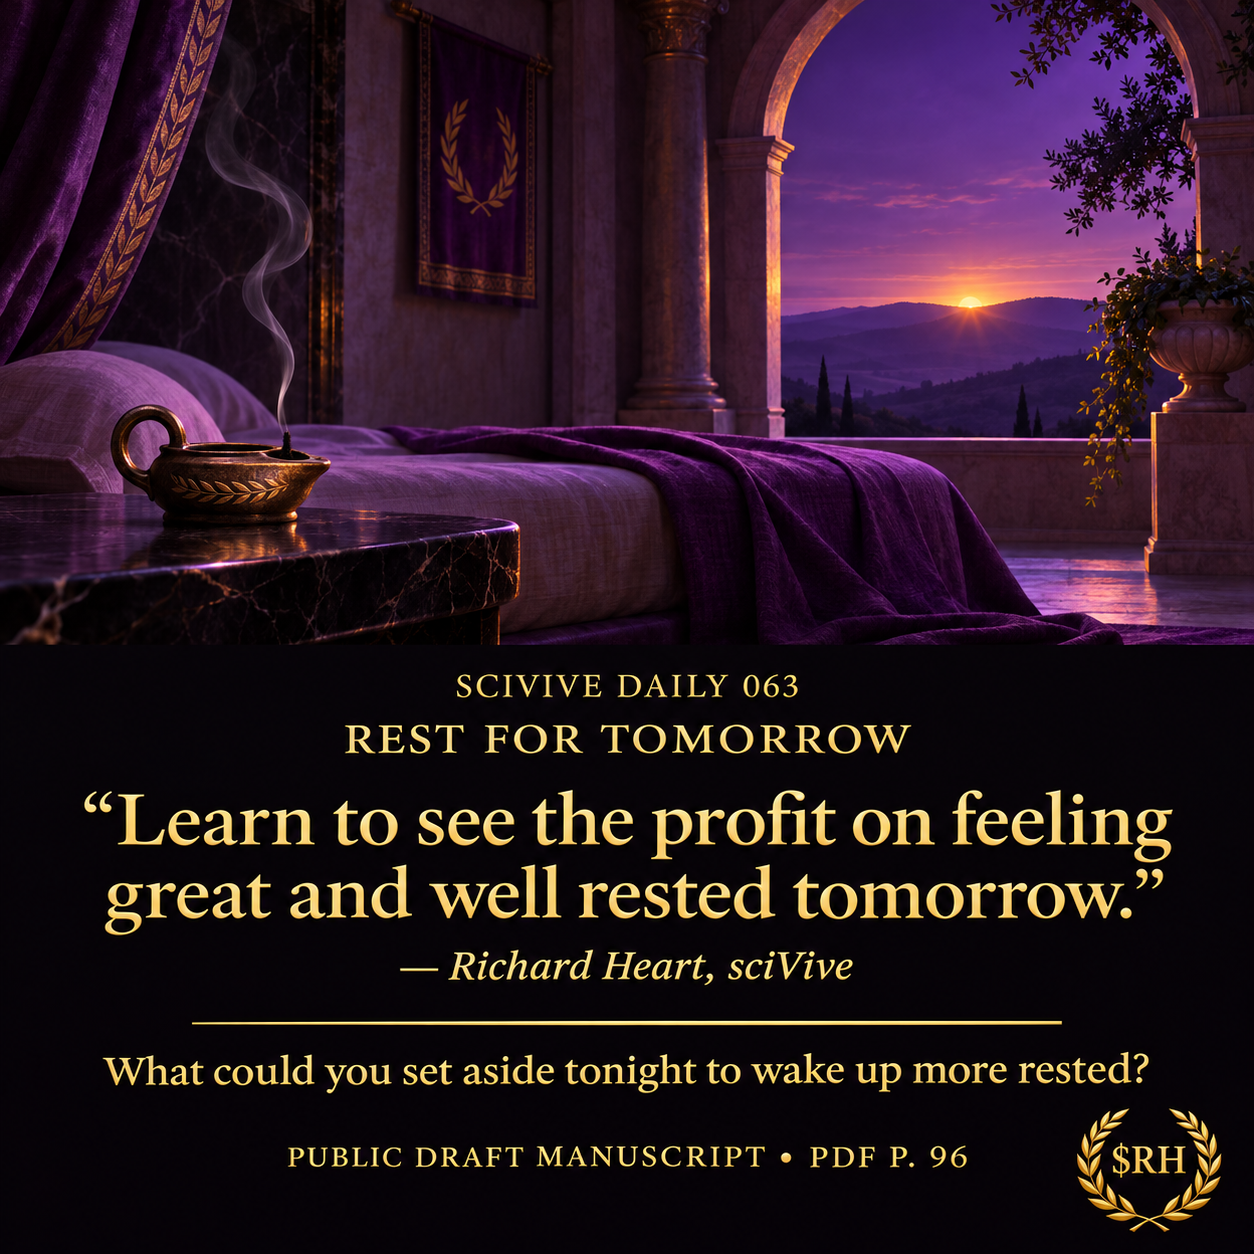 SCIVIVE DAILY 063
REST FOR TOMORROW
“Learn to see the profit on feeling
great and well rested tomorrow.”
— Richard Heart, sciVive
What could you set aside tonight to wake up more rested?
PUBLIC DRAFT MANUSCRIPT • PDF P. 96
$RH